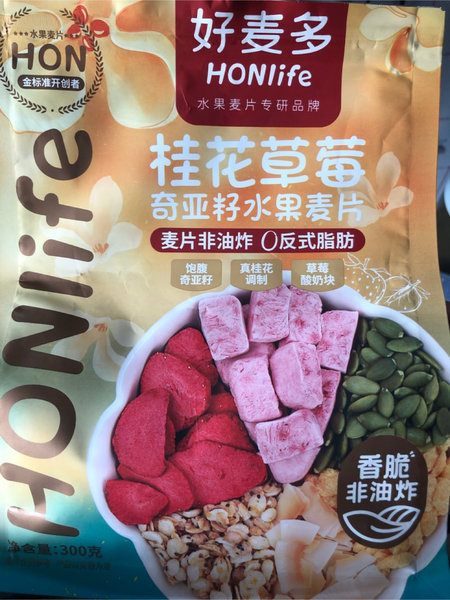 水果麦片
HON
金标准开创者
好麦多
HONlife
水果麦片专研品牌
HONlife
桂花草莓
奇亚籽水果麦片
麦片非油炸 0反式脂肪
饱腹
奇亚籽
真桂花
调制
草莓
酸奶块
香脆
非油炸
净含量:300克